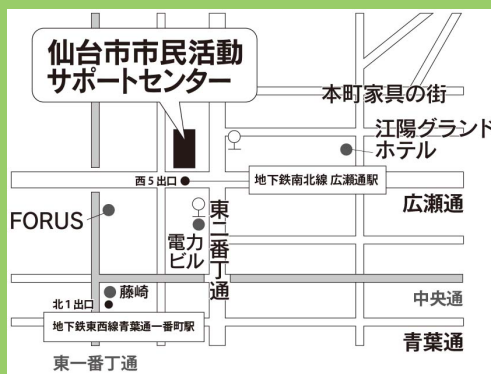 仙台市市民活動
サポートセンター
本町家具の街
江陽グランド
ホテル
西5出口
地下鉄南北線 広瀬通駅
広瀬通
FORUS
電力
ビル
東二番丁通
藤崎
北1出口
中央通
地下鉄東西線青葉通一番町駅
青葉通
東一番丁通